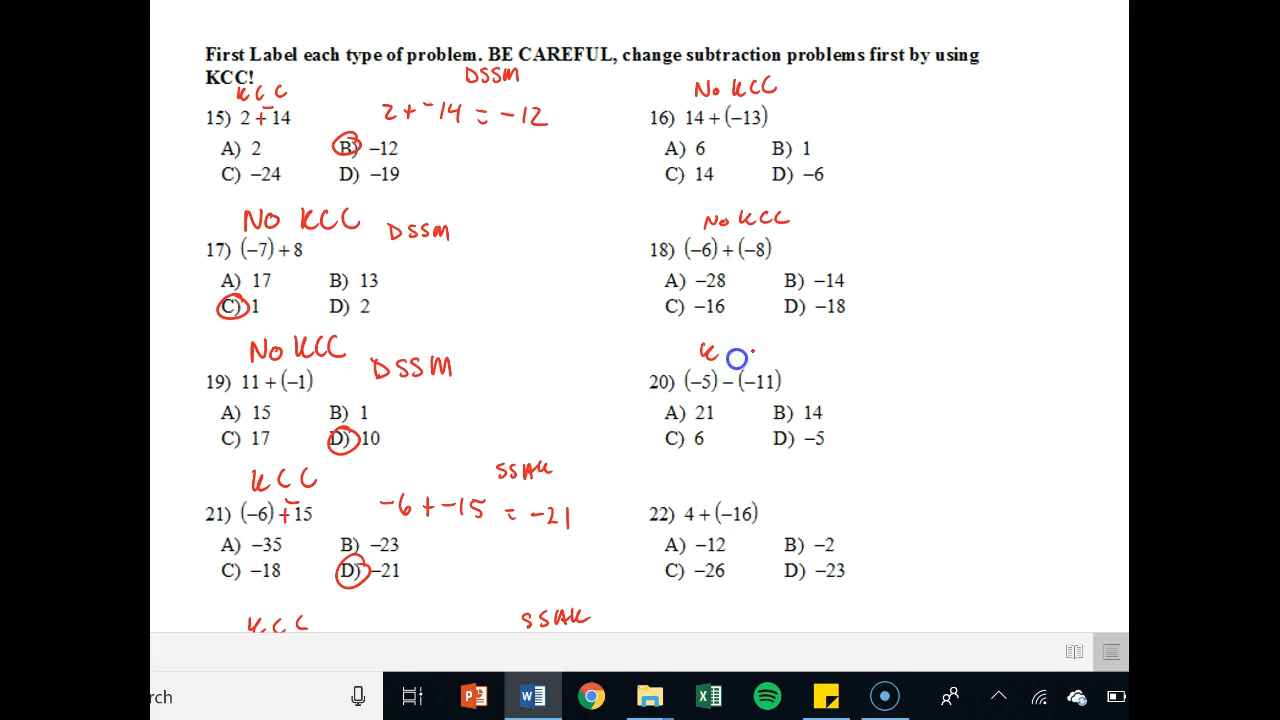 First Label each type of problem. BE CAREFUL, change subtraction problems first by using
KCC!
KCC
DSSM
15) 2 + -14
2 + -14 = -12
A) 2
B) -12
C) -24
D) -19
No KCC
16) 14 + (-13)
A) 6
B) 1
C) 14
D) -6
No KCC
DSSM
17) (-7) + 8
A) 17
B) 13
C) 1
D) 2
No KCC
18) (-6) + (-8)
A) -28
B) -14
C) -16
D) -18
No KCC
DSSM
19) 11 + (-1)
A) 15
B) 1
C) 17
D) 10
K
20) (-5) - (-11)
A) 21
B) 14
C) 6
D) -5
KCC
SSAK
21) (-6) + -15
-6 + -15 = -21
A) -35
B) -23
C) -18
D) -21
22) 4 + (-16)
A) -12
B) -2
C) -26
D) -23
KCC
SSAK
rch